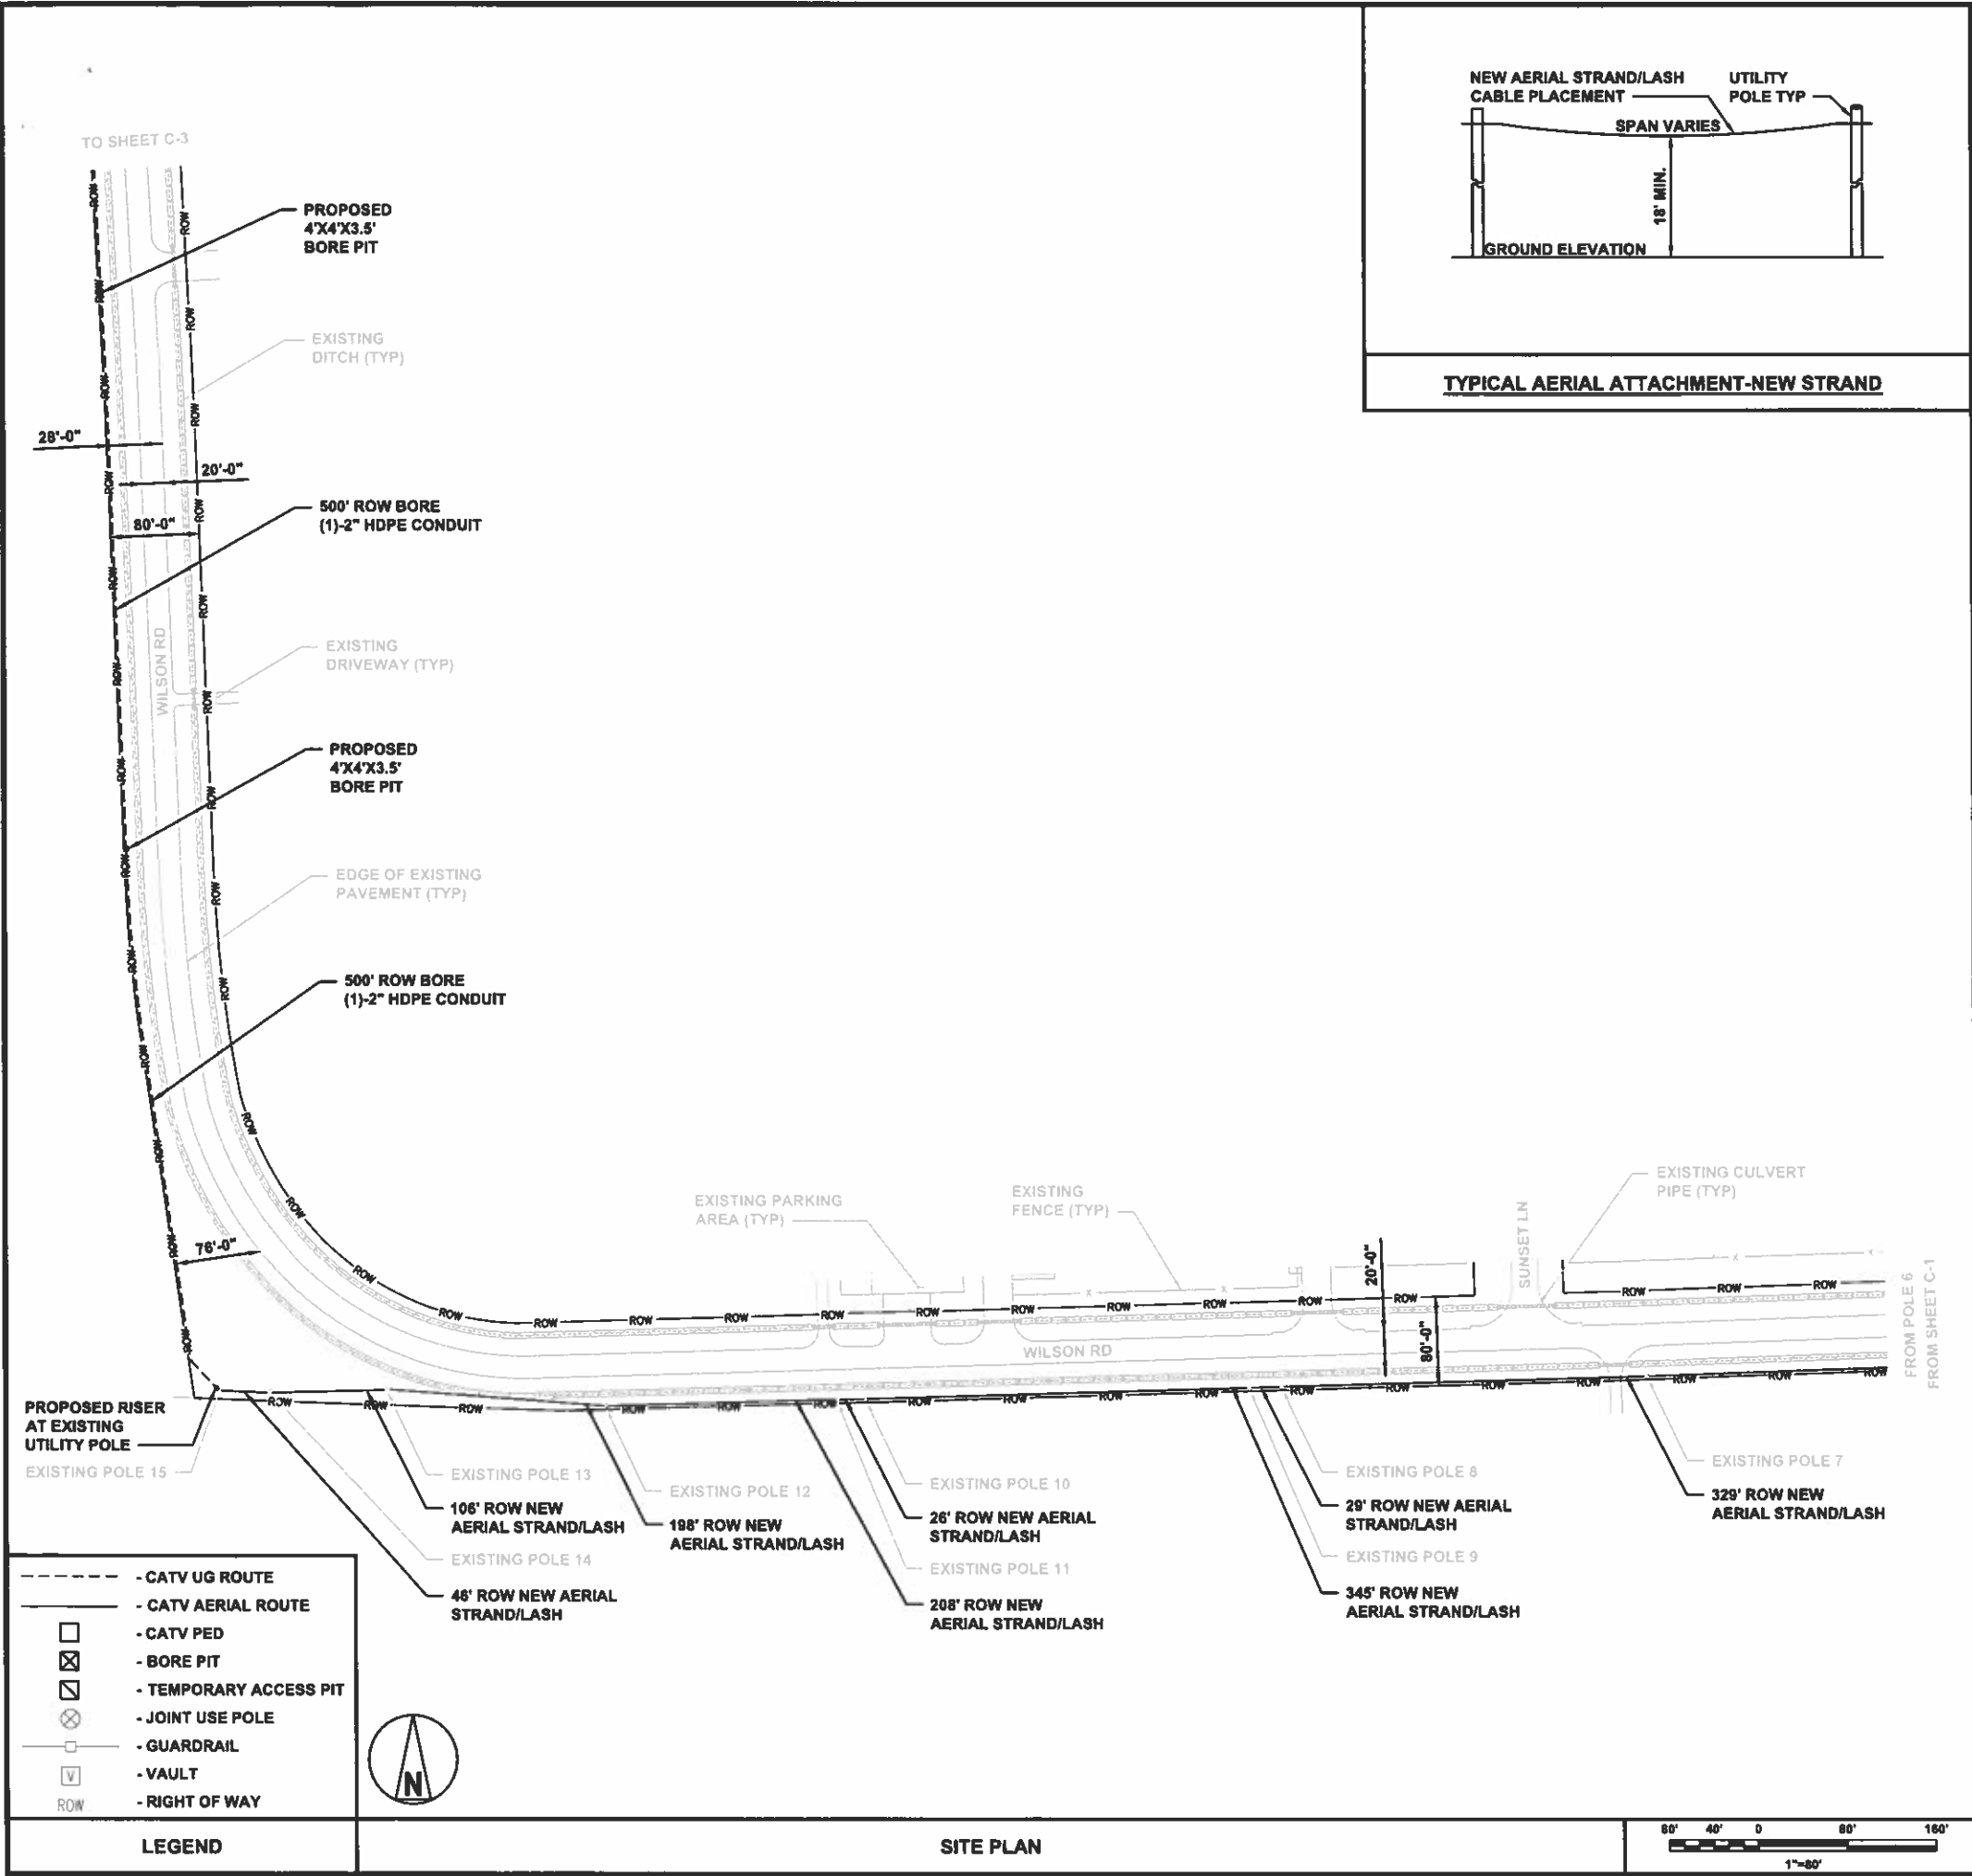 NEW AERIAL STRAND/LASH
CABLE PLACEMENT
UTILITY
POLE TYP
SPAN VARIES
18' MIN.
GROUND ELEVATION
TYPICAL AERIAL ATTACHMENT-NEW STRAND
TO SHEET C-3
PROPOSED
4'X4'X3.5'
BORE PIT
EXISTING
DITCH (TYP)
28'-0"
20'-0"
80'-0"
500' ROW BORE
(1)-2" HDPE CONDUIT
WILSON RD
EXISTING
DRIVEWAY (TYP)
PROPOSED
4'X4'X3.5'
BORE PIT
EDGE OF EXISTING
PAVEMENT (TYP)
500' ROW BORE
(1)-2" HDPE CONDUIT
76'-0"
EXISTING PARKING
AREA (TYP)
EXISTING
FENCE (TYP)
20'-0"
80'-0"
SUNSET LN
EXISTING CULVERT
PIPE (TYP)
WILSON RD
FROM POLE 6
FROM SHEET C-1
ROW
PROPOSED RISER
AT EXISTING
UTILITY POLE
EXISTING POLE 15
EXISTING POLE 13
106' ROW NEW
AERIAL STRAND/LASH
EXISTING POLE 14
46' ROW NEW AERIAL
STRAND/LASH
EXISTING POLE 12
198' ROW NEW
AERIAL STRAND/LASH
EXISTING POLE 10
26' ROW NEW AERIAL
STRAND/LASH
EXISTING POLE 11
208' ROW NEW
AERIAL STRAND/LASH
EXISTING POLE 8
29' ROW NEW AERIAL
STRAND/LASH
EXISTING POLE 9
345' ROW NEW
AERIAL STRAND/LASH
EXISTING POLE 7
329' ROW NEW
AERIAL STRAND/LASH
- CATV UG ROUTE
- CATV AERIAL ROUTE
- CATV PED
- BORE PIT
- TEMPORARY ACCESS PIT
- JOINT USE POLE
- GUARDRAIL
V - VAULT
ROW - RIGHT OF WAY
N
LEGEND
SITE PLAN
80' 40' 0 80' 160'
1"=80'